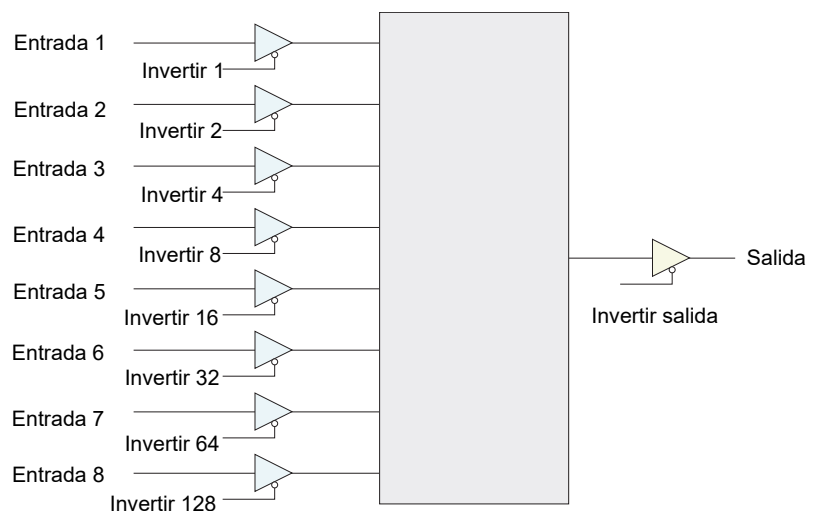 Entrada 1
Invertir 1
Entrada 2
Invertir 2
Entrada 3
Invertir 4
Entrada 4
Invertir 8
Entrada 5
Invertir 16
Entrada 6
Invertir 32
Entrada 7
Invertir 64
Entrada 8
Invertir 128
Salida
Invertir salida